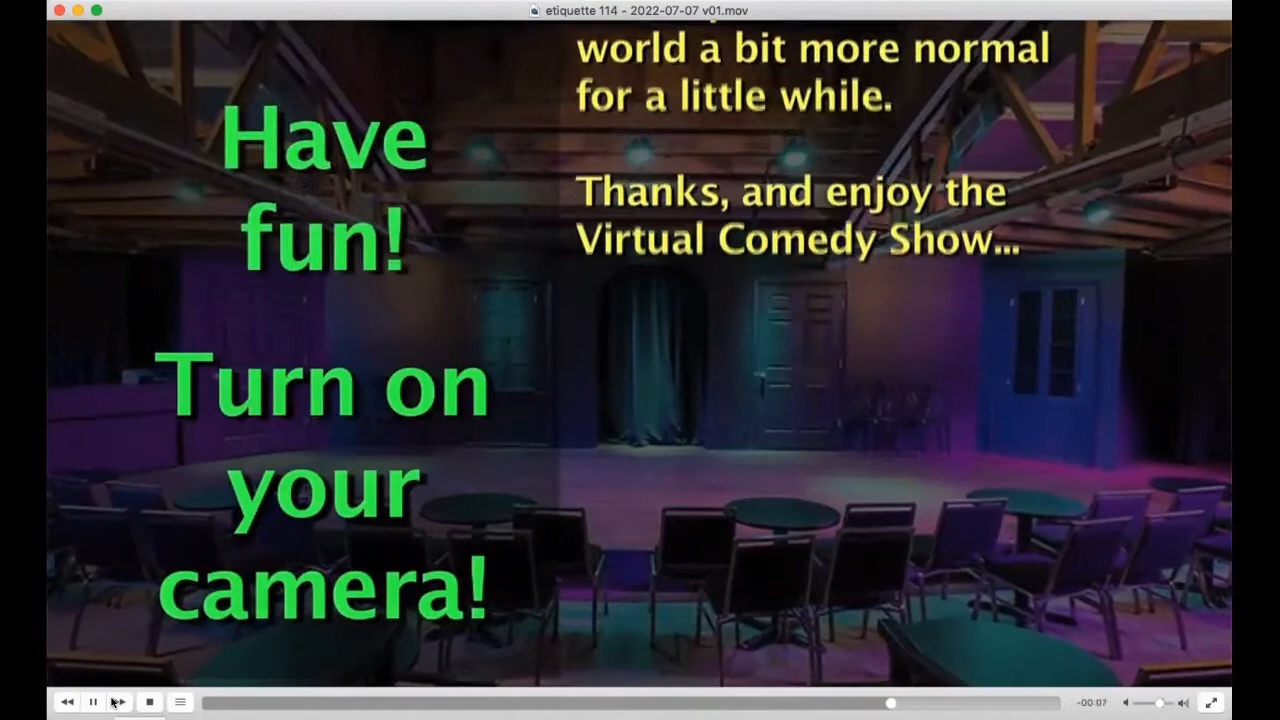 etiquette 114 - 2022-07-07 v01.mov
Have
fun!
Turn on
your
camera!
world a bit more normal
for a little while.
Thanks, and enjoy the
Virtual Comedy Show...
-00:07